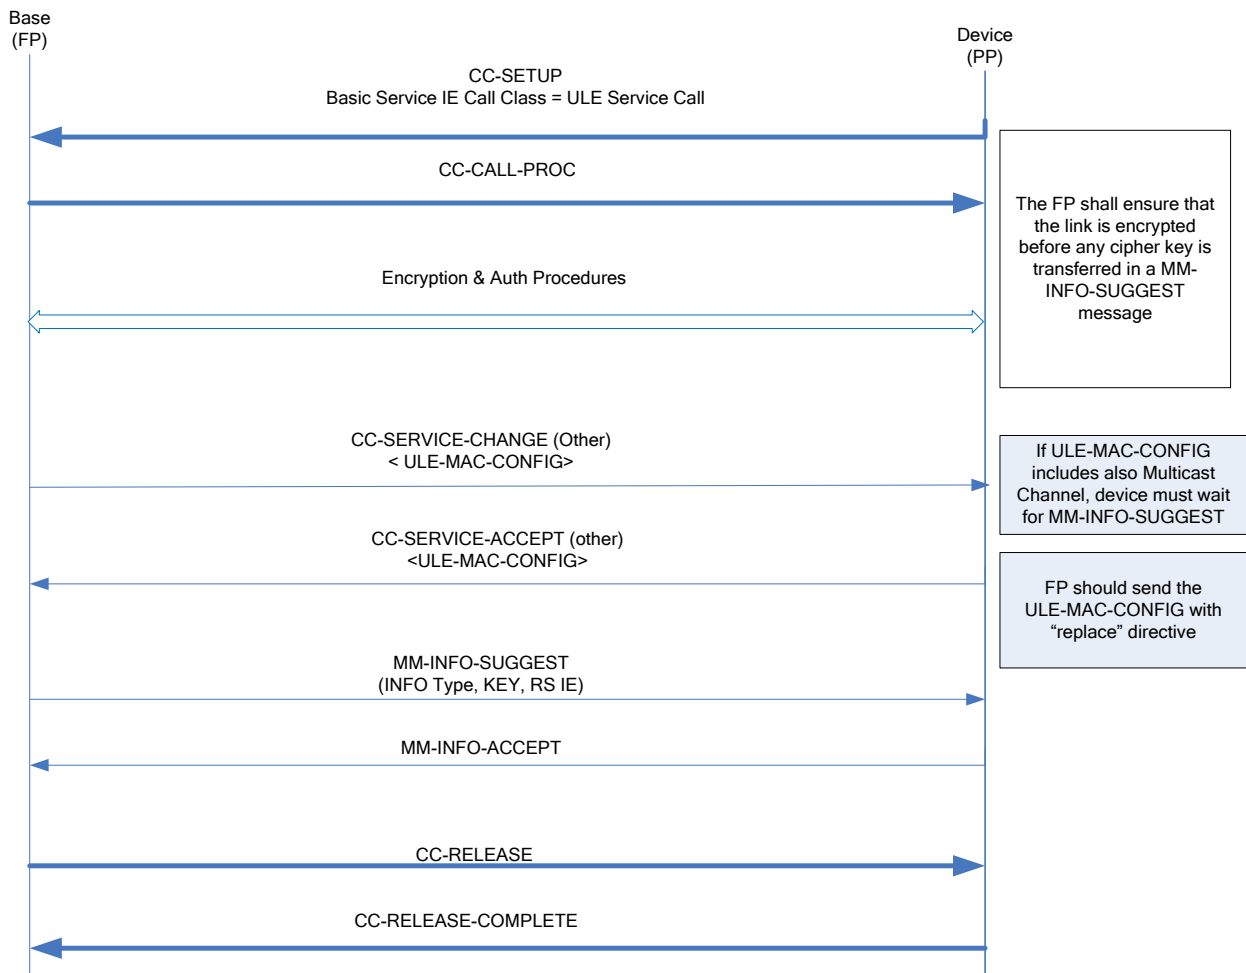 Base
(FP)
Device
(PP)
CC-SETUP
Basic Service IE Call Class = ULE Service Call
CC-CALL-PROC
The FP shall ensure that
the link is encrypted
before any cipher key is
transferred in a MM-
INFO-SUGGEST
message
Encryption & Auth Procedures
CC-SERVICE-CHANGE (Other)
< ULE-MAC-CONFIG>
If ULE-MAC-CONFIG
includes also Multicast
Channel, device must wait
for MM-INFO-SUGGEST
CC-SERVICE-ACCEPT (other)
<ULE-MAC-CONFIG>
FP should send the
ULE-MAC-CONFIG with
“replace” directive
MM-INFO-SUGGEST
(INFO Type, KEY, RS IE)
MM-INFO-ACCEPT
CC-RELEASE
CC-RELEASE-COMPLETE